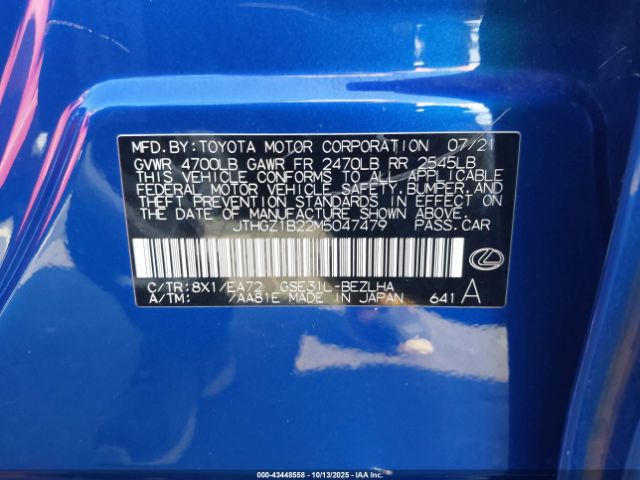 MFD.BY:TOYOTA MOTOR CORPORATION 07/21
GVWR 4700LB GAWR FR 2470LB RR 2545LB
THIS VEHICLE CONFORMS TO ALL APPLICABLE
FEDERAL MOTOR VEHICLE SAFETY, BUMPER, AND
THEFT PREVENTION STANDARDS IN EFFECT
ON THE DATE OF MANUFACTURE SHOWN ABOVE.
JTHGZ1B22M5047479 PASS.CAR
C/TR:8X1/EA72 GSE31L-BEZLHA
A/TM: 7AA81E MADE IN JAPAN 641 A
000-43448558 - 10/13/2025 - IAA Inc.